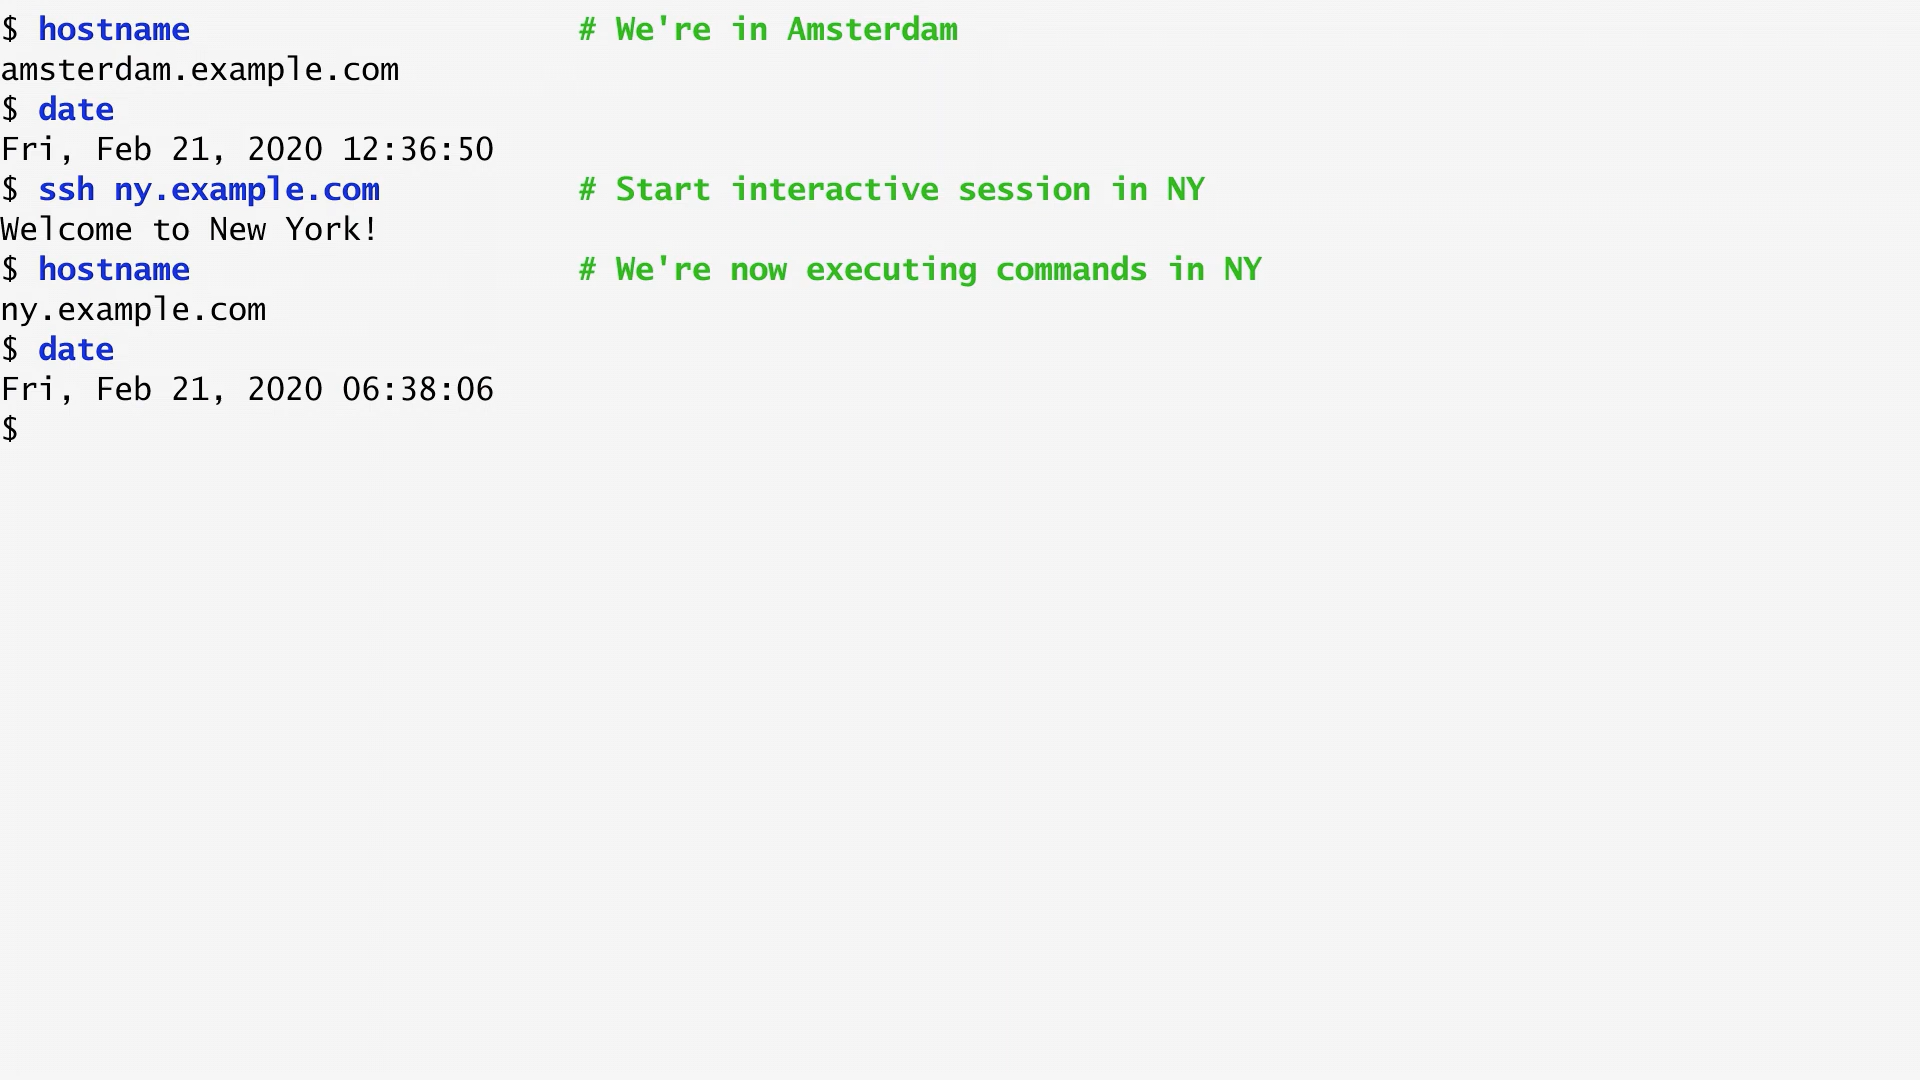 $ hostname # We're in Amsterdam
amsterdam.example.com
$ date
Fri, Feb 21, 2020 12:36:50
$ ssh ny.example.com # Start interactive session in NY
Welcome to New York!
$ hostname # We're now executing commands in NY
ny.example.com
$ date
Fri, Feb 21, 2020 06:38:06
$